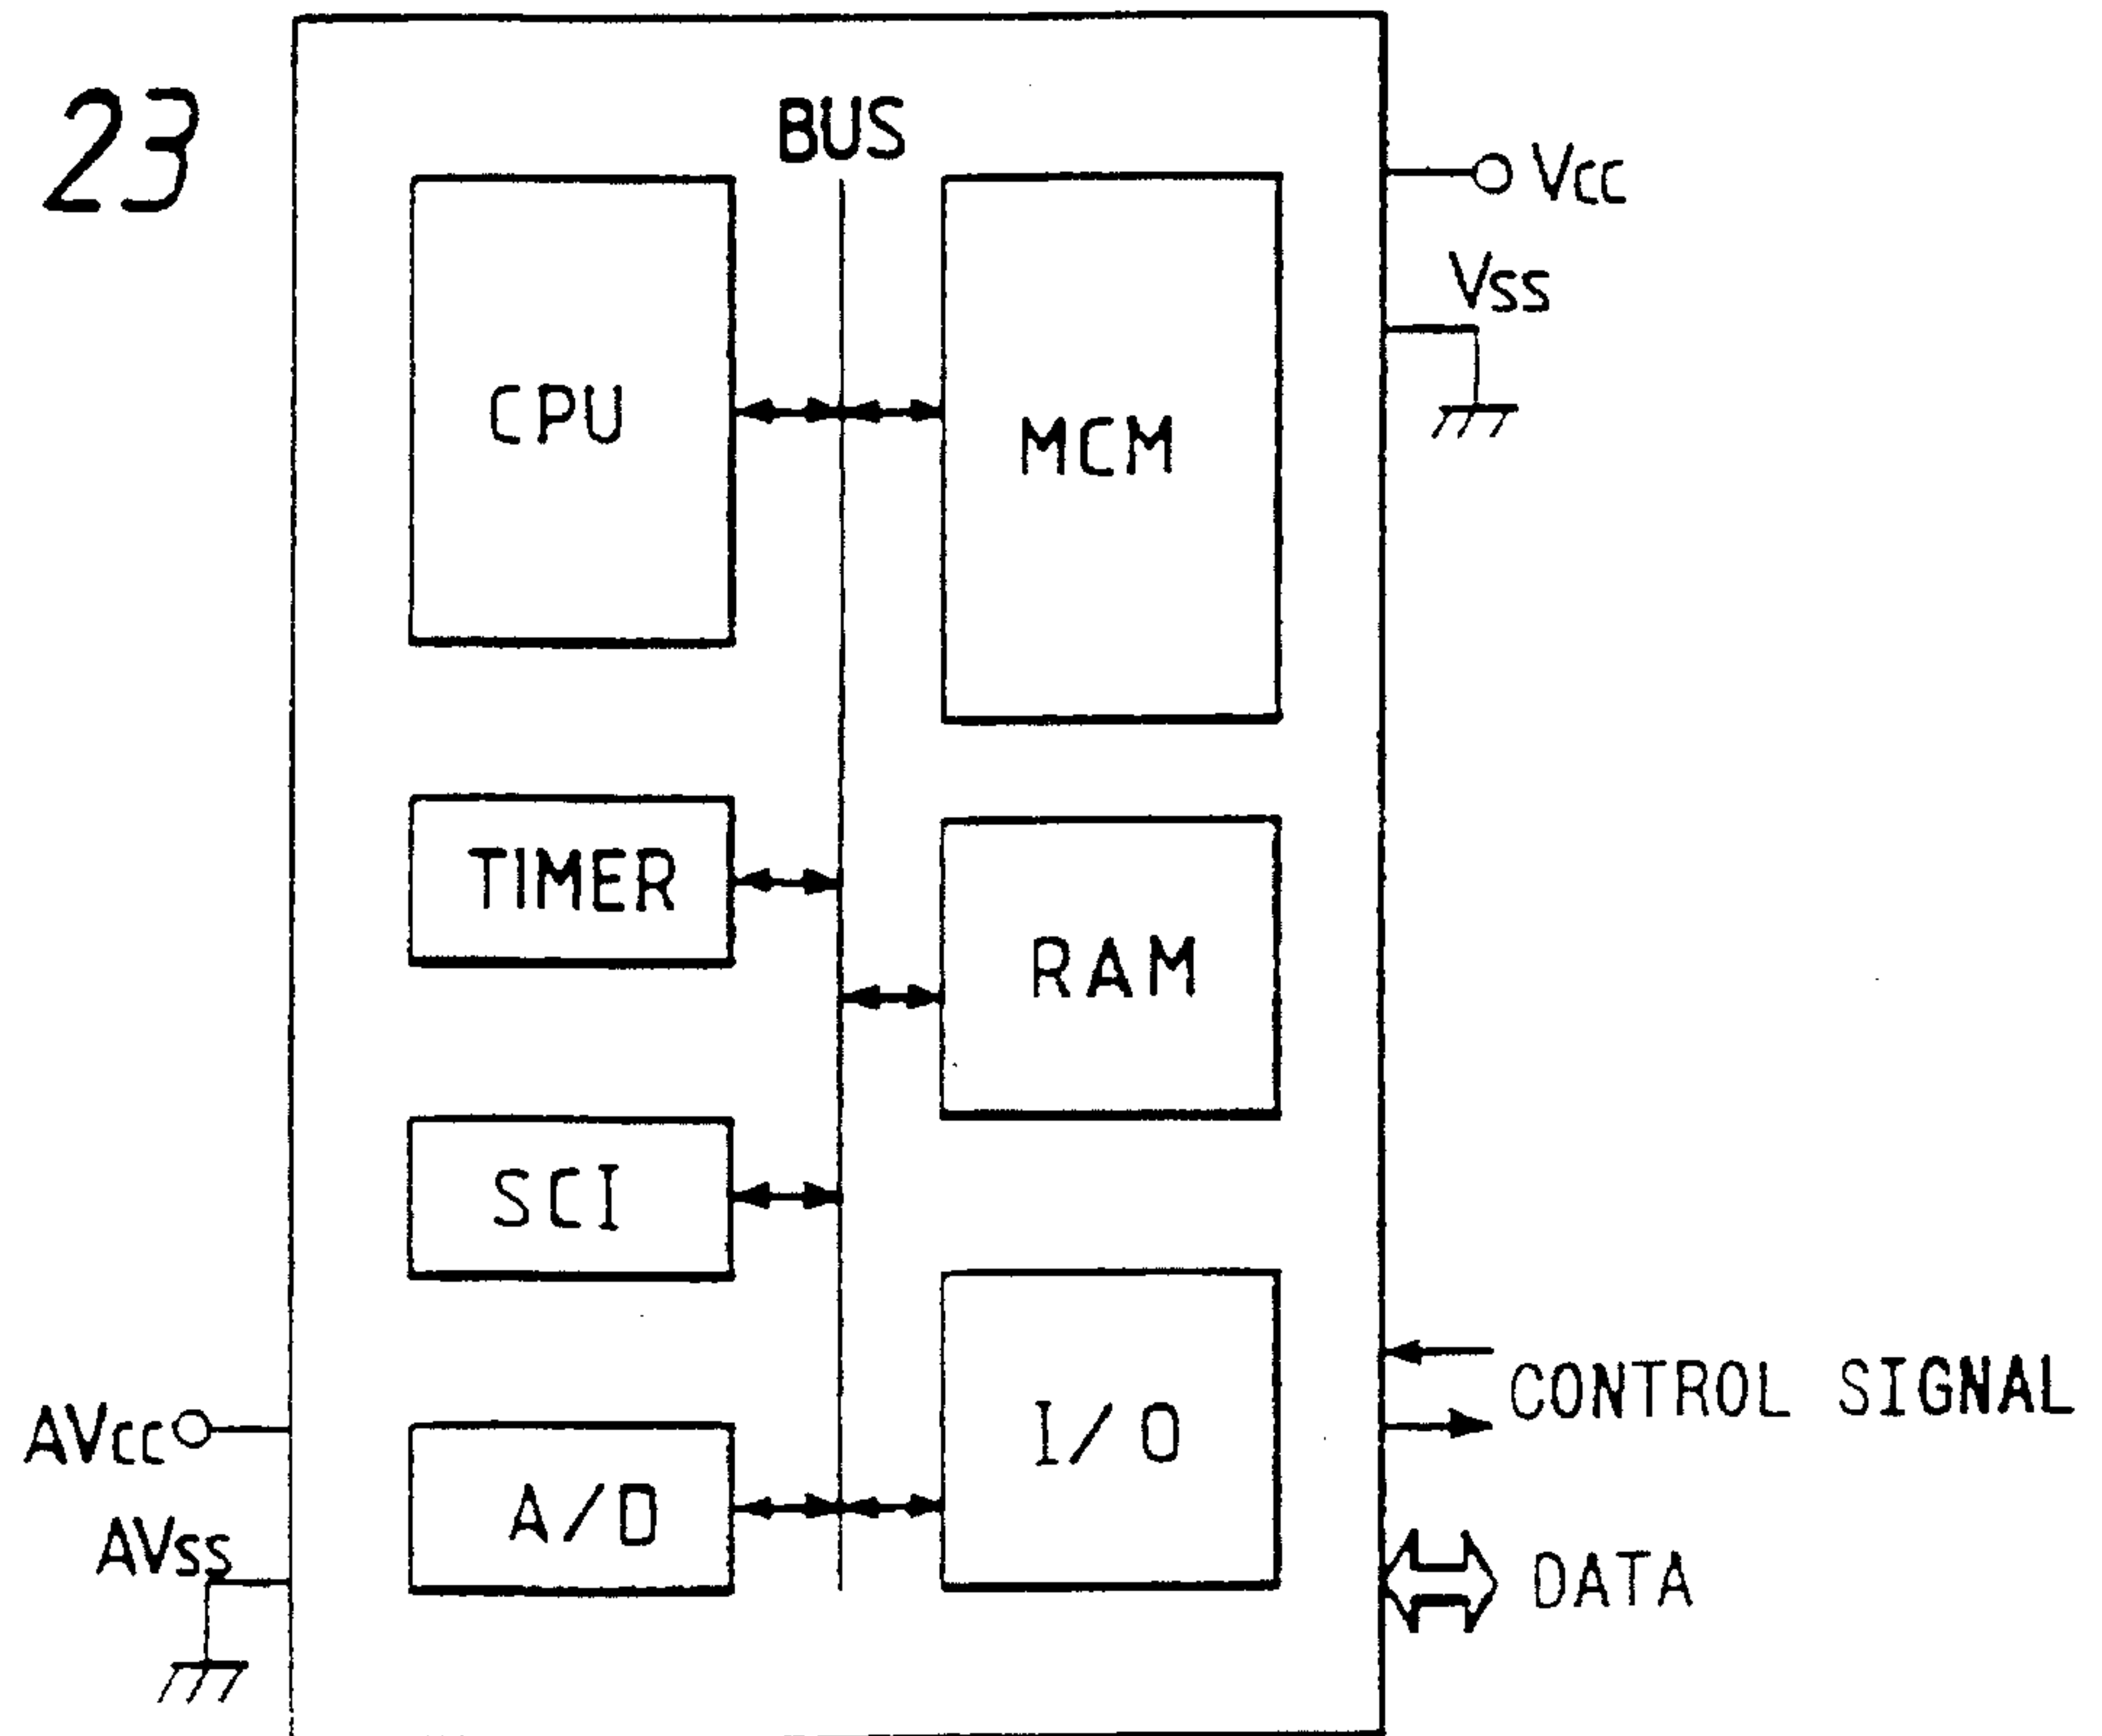 23
BUS
Vcc
Vss
CPU
MCM
TIMER
RAM
SCI
I/O
CONTROL SIGNAL
AVcc
A/D
AVss
DATA